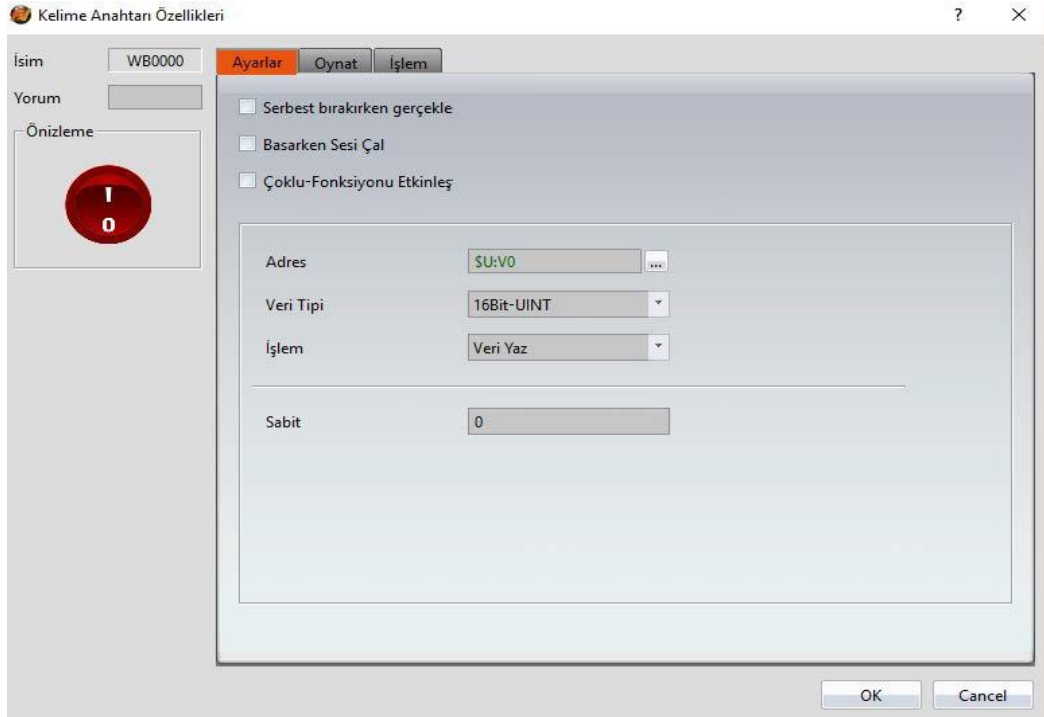 Kelime Anahtarı Özellikleri
İsim WB0000
Yorum
Önizleme
I
0
Ayarlar Oynat İşlem
Serbest bırakırken gerçekle
Basarken Sesi Çal
Çoklu-Fonksiyonu Etkinleş
Adres $U:V0 ...
Veri Tipi 16Bit-UINT
İşlem Veri Yaz
Sabit 0
OK Cancel